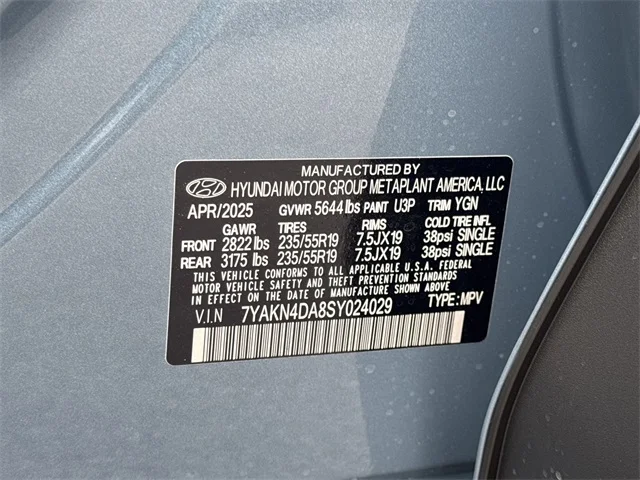 MANUFACTURED BY
HYUNDAI MOTOR GROUP METAPLANT AMERICA, LLC
APR/2025 GVWR 5644 lbs PAINT U3P TRIM YGN
GAWR TIRES RIMS COLD TIRE INFL
FRONT 2822 lbs 235/55R19 7.5JX19 38psi SINGLE
REAR 3175 lbs 235/55R19 7.5JX19 38psi SINGLE
THIS VEHICLE CONFORMS TO ALL APPLICABLE U.S. FEDERAL
MOTOR VEHICLE SAFETY AND THEFT PREVENTION STANDARDS
IN EFFECT ON THE DATE OF MANUFACTURE SHOWN ABOVE.
V.I.N 7YAKN4DA8SY024029 TYPE: MPV